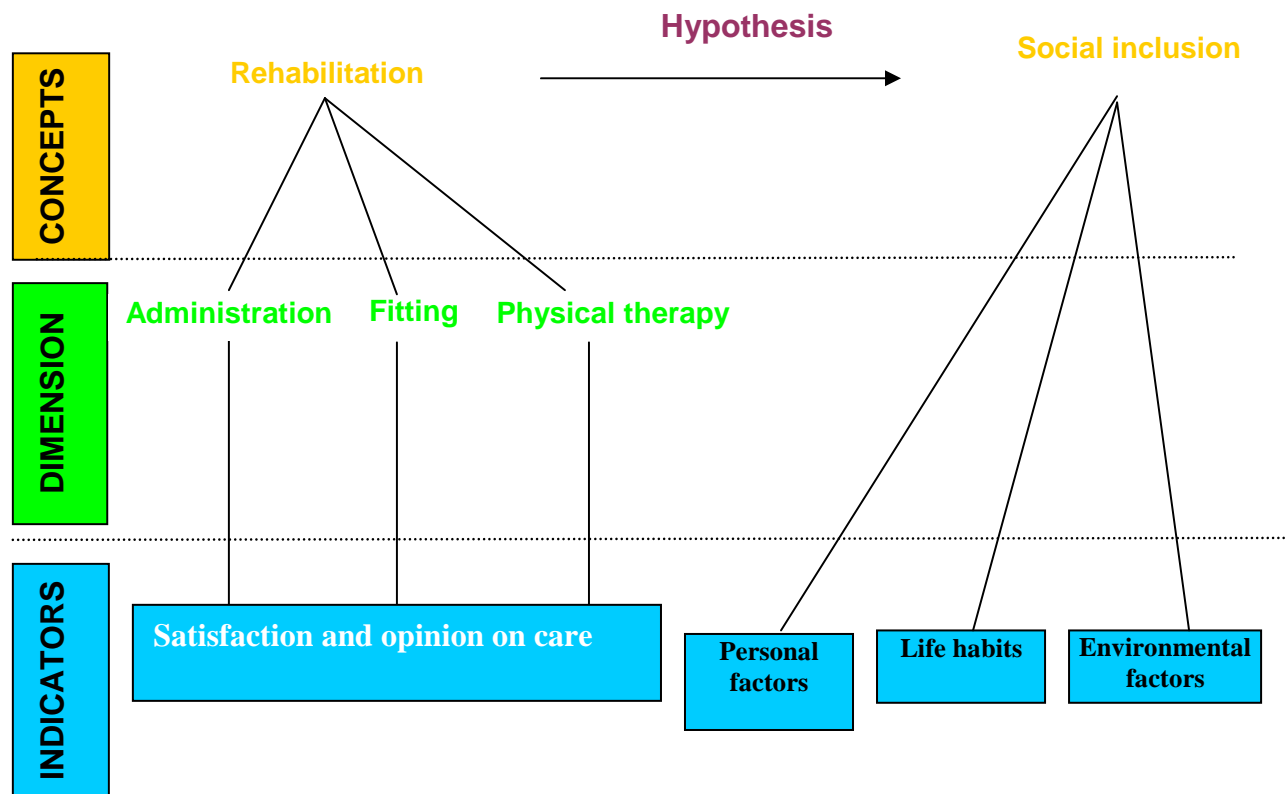 Hypothesis
Social inclusion
Rehabilitation
CONCEPTS
Administration
Fitting
Physical therapy
DIMENSION
Satisfaction and opinion on care
Personal
factors
Life habits
Environmental
factors
INDICATORS